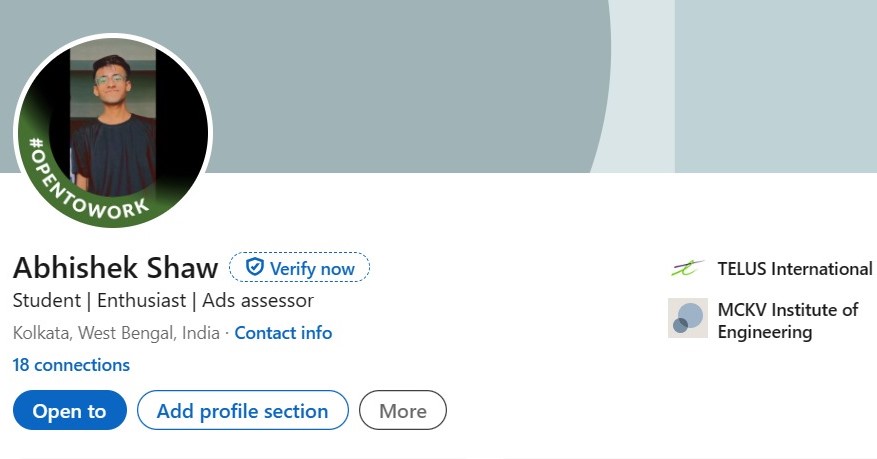 #OPENTOWORK
Abhishek Shaw
Verify now
Student | Enthusiast | Ads assessor
Kolkata, West Bengal, India · Contact info
18 connections
Open to
Add profile section
More
TELUS International
MCKV Institute of
Engineering